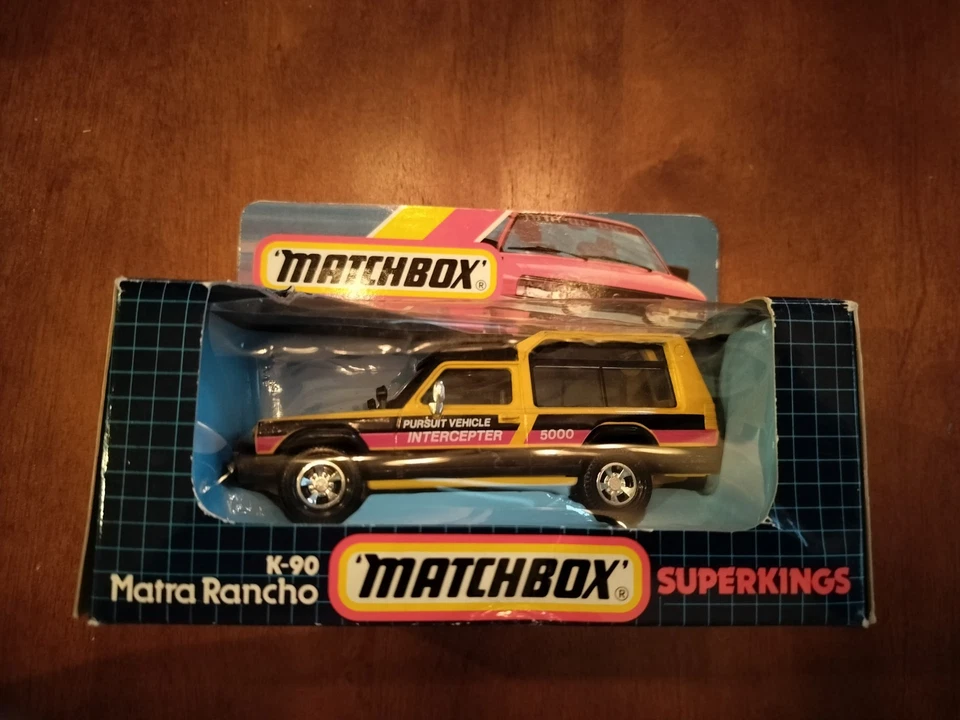 'MATCHBOX'®
PURSUIT VEHICLE
INTERCEPTER 5000
K-90
Matra Rancho
'MATCHBOX'®
SUPERKINGS